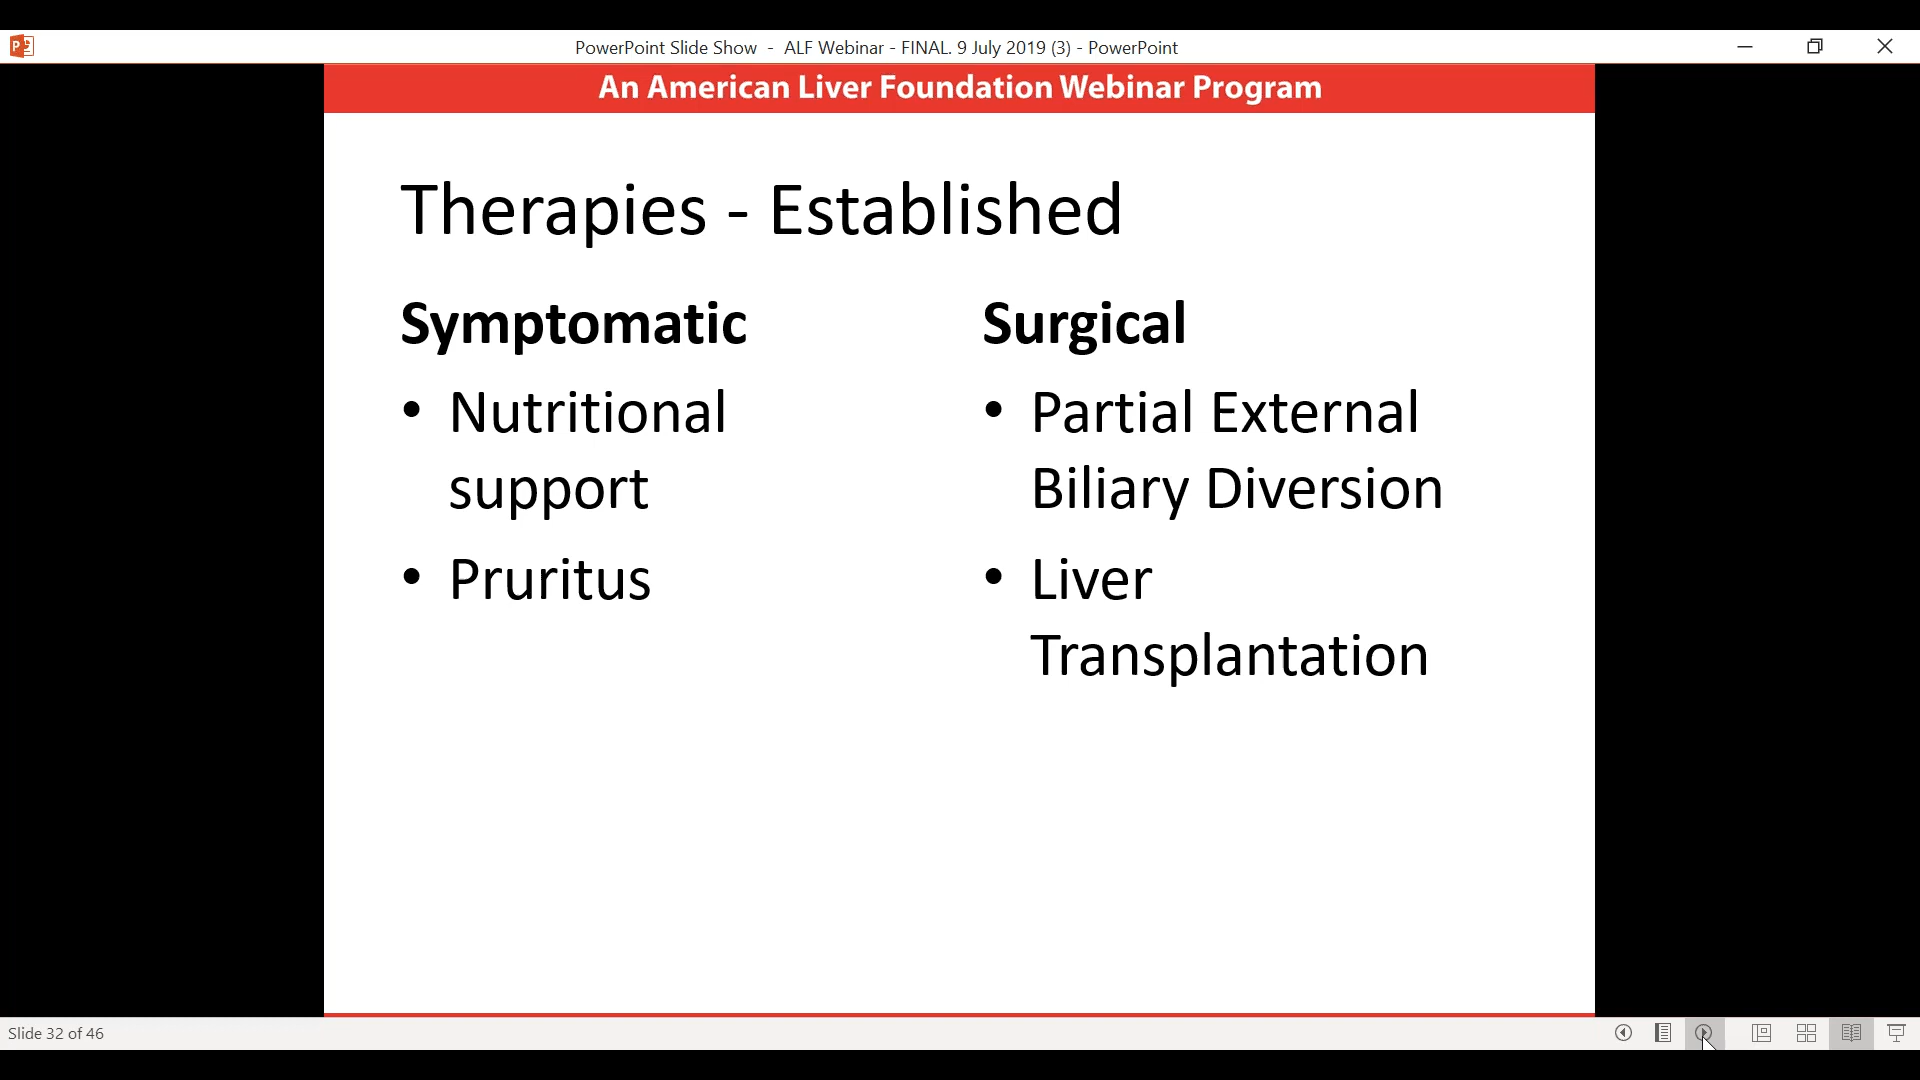 PowerPoint Slide Show - ALF Webinar - FINAL. 9 July 2019 (3) - PowerPoint
An American Liver Foundation Webinar Program
Therapies - Established
Symptomatic
• Nutritional
support
• Pruritus
Surgical
• Partial External
Biliary Diversion
• Liver
Transplantation
Slide 32 of 46